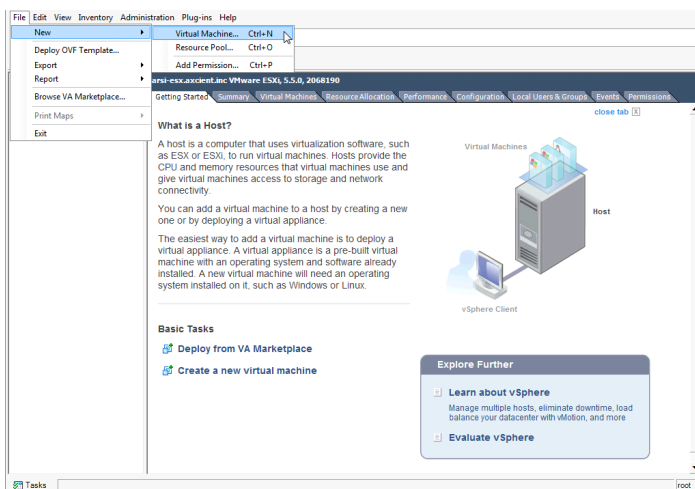 File Edit View Inventory Administration Plug-ins Help
New
Virtual Machine... Ctrl+N
Resource Pool... Ctrl+O
Add Permission... Ctrl+P
Deploy OVF Template...
Export
Report
Browse VA Marketplace...
Print Maps
Exit
arsi-esx.axcient.inc VMware ESXi, 5.5.0, 2068190
Getting Started Summary Virtual Machines Resource Allocation Performance Configuration Local Users & Groups Events Permissions
close tab X
What is a Host?
A host is a computer that uses virtualization software, such
as ESX or ESXi, to run virtual machines. Hosts provide the
CPU and memory resources that virtual machines use and
give virtual machines access to storage and network
connectivity.
You can add a virtual machine to a host by creating a new
one or by deploying a virtual appliance.
The easiest way to add a virtual machine is to deploy a
virtual appliance. A virtual appliance is a pre-built virtual
machine with an operating system and software already
installed. A new virtual machine will need an operating
system installed on it, such as Windows or Linux.
Virtual Machines
Host
vSphere Client
Basic Tasks
Deploy from VA Marketplace
Create a new virtual machine
Explore Further
Learn about vSphere
Manage multiple hosts, eliminate downtime, load
balance your datacenter with vMotion, and more
Evaluate vSphere
Tasks
root